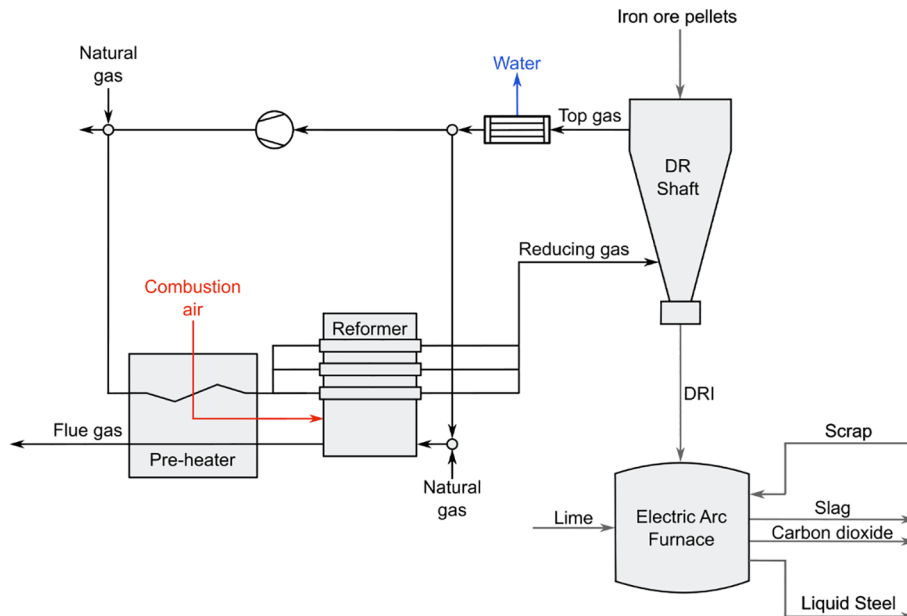 Iron ore pellets
Natural
gas
Water
Top gas
DR
Shaft
Reducing gas
Combustion
air
Reformer
DRI
Flue gas
Pre-heater
Scrap
Natural
gas
Slag
Lime
Electric Arc
Furnace
Carbon dioxide
Liquid Steel